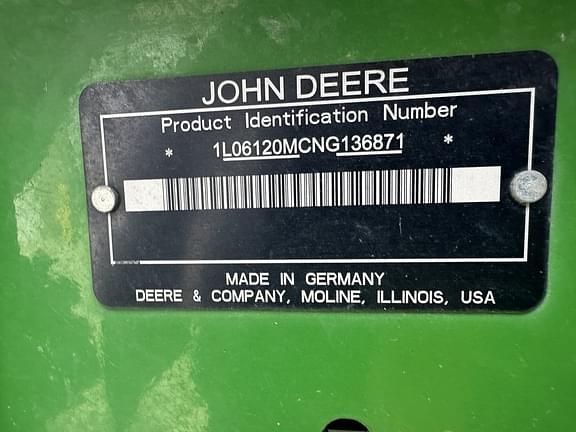 JOHN DEERE
Product Identification Number
* 1L06120MCNG136871 *
MADE IN GERMANY
DEERE & COMPANY, MOLINE, ILLINOIS, USA